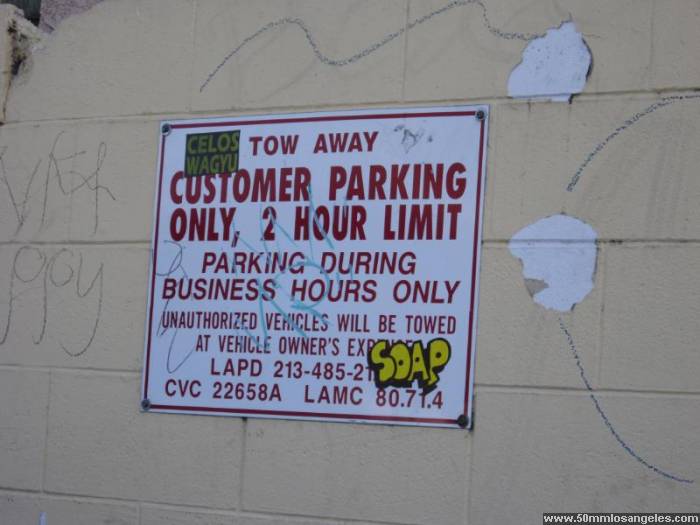 CELOS
WAGYU
TOW AWAY
CUSTOMER PARKING
ONLY, 2 HOUR LIMIT
PARKING DURING
BUSINESS HOURS ONLY
UNAUTHORIZED VEHICLES WILL BE TOWED
AT VEHICLE OWNER'S
SOAP
LAPD 213-485-21
CVC 22658A LAMC 80.71.4
www.50mmlosangeles.com